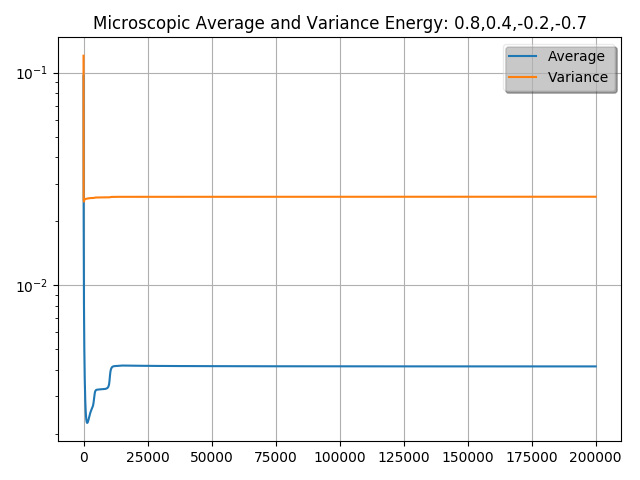 Microscopic Average and Variance Energy: 0.8,0.4,-0.2,-0.7
Average
Variance
10⁻¹
10⁻²
0 25000 50000 75000 100000 125000 150000 175000 200000